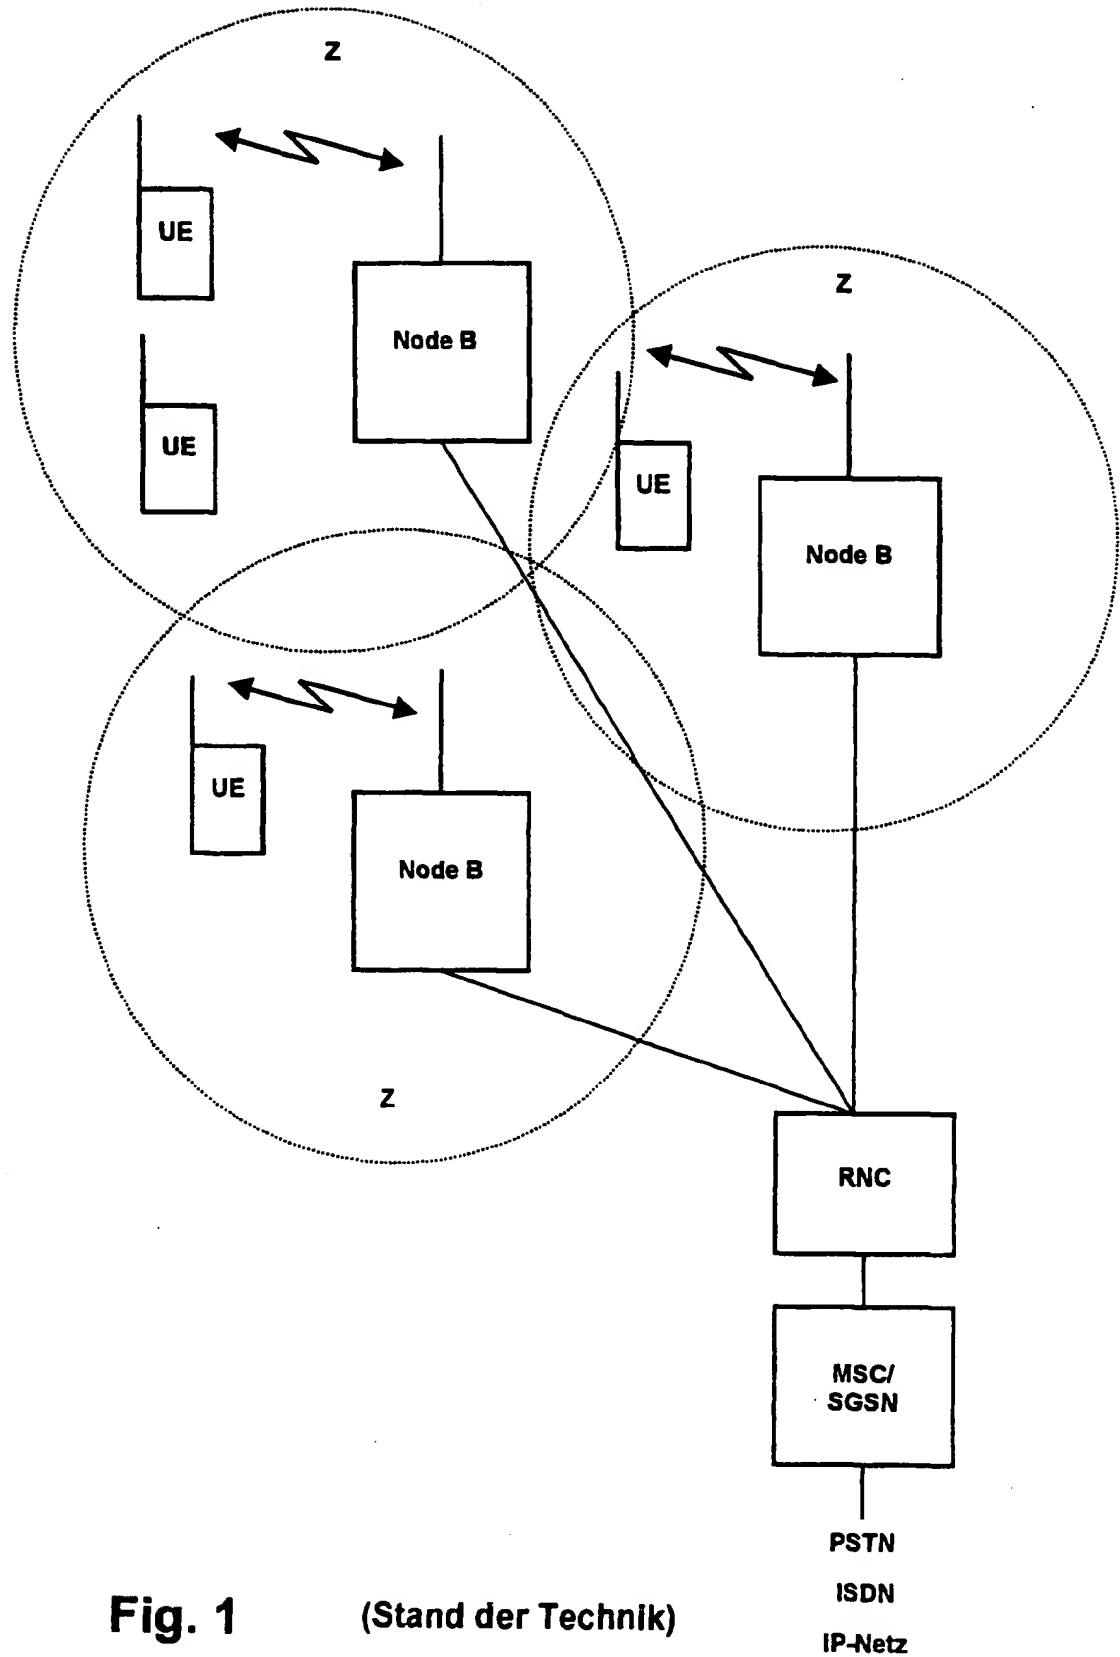 Z
UE
Node B
Z
UE
UE
Node B
UE
Node B
Z
RNC
MSC/
SGSN
PSTN
ISDN
IP-Netz
Fig. 1 (Stand der Technik)